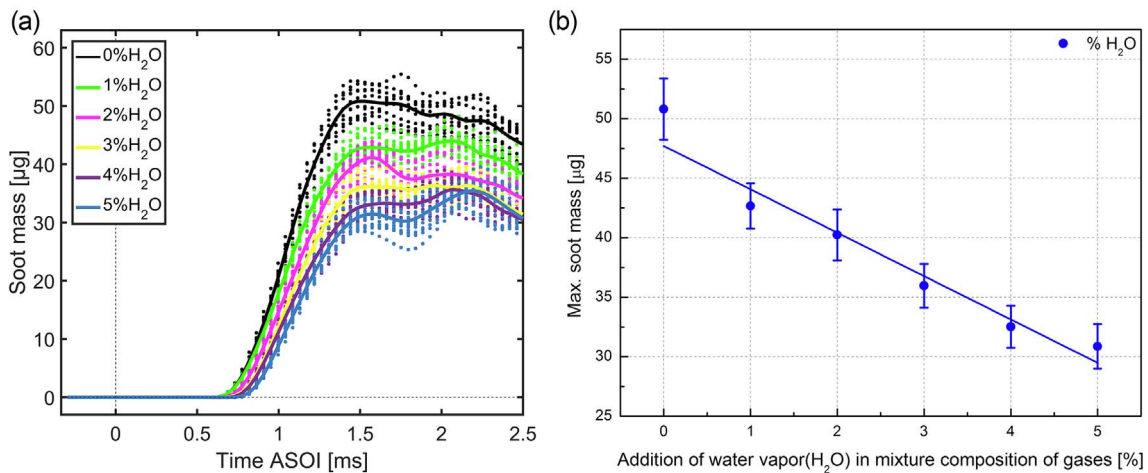 (a)
60
50
40
30
20
10
0
Soot mass [µg]
0%H₂O
1%H₂O
2%H₂O
3%H₂O
4%H₂O
5%H₂O
0 0.5 1 1.5 2 2.5
Time ASOI [ms]
(b)
55
50
45
40
35
30
25
Max. soot mass [µg]
% H₂O
0 1 2 3 4 5
Addition of water vapor(H₂O) in mixture composition of gases [%]